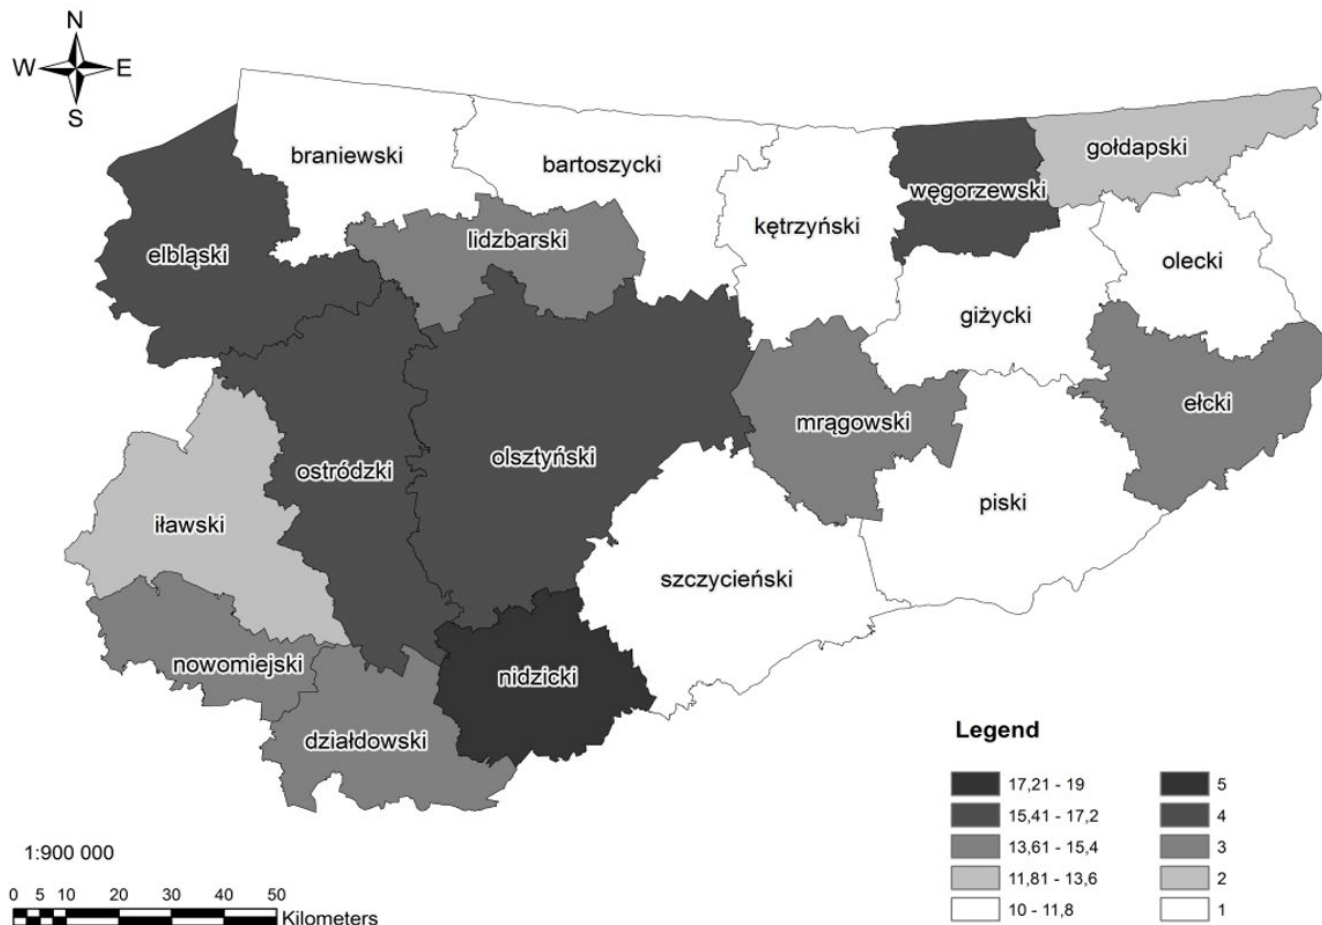 N
W E
S
braniewski
bartoszycki
gołdapski
węgorzewski
kętrzyński
lidzbarski
elbląski
olecki
giżycki
ełcki
mrągowski
olsztyński
ostródzki
piski
iławski
szczycieński
nowomiejski
nidzicki
działdowski
Legend
17,21 - 19 5
15,41 - 17,2 4
13,61 - 15,4 3
11,81 - 13,6 2
10 - 11,8 1
1:900 000
0 5 10 20 30 40 50
Kilometers